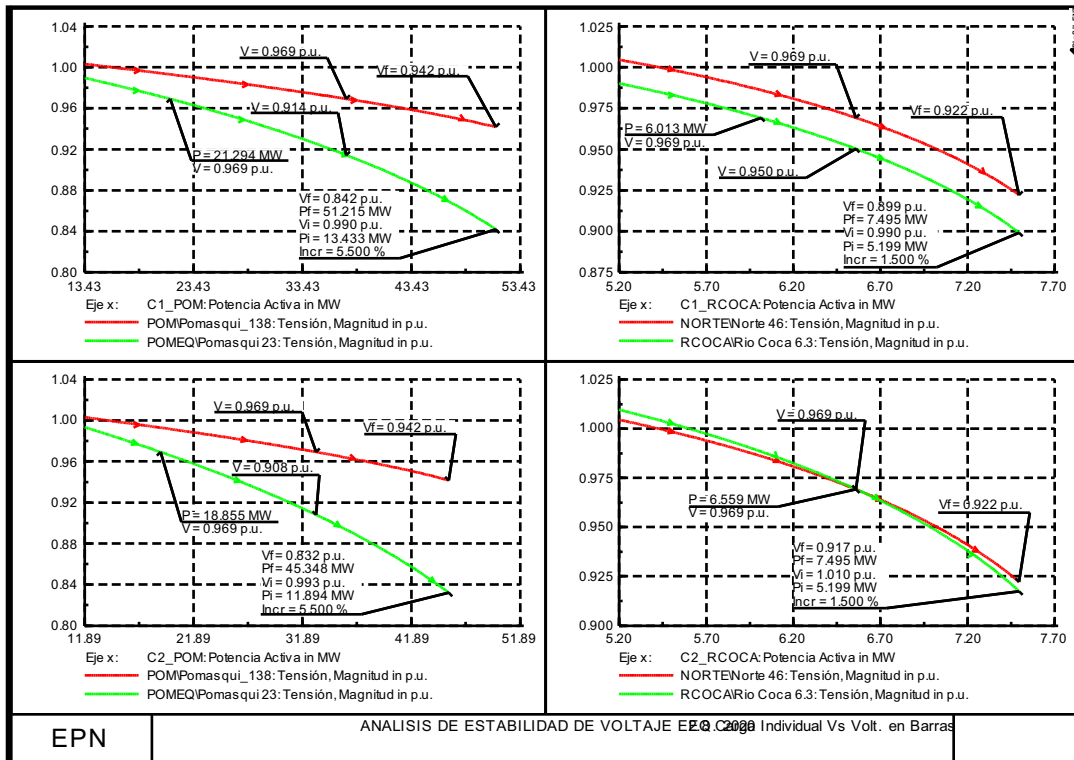 1.04
1.00
0.96
0.92
0.88
0.84
0.80
13.43 23.43 33.43 43.43 53.43
V = 0.969 p.u.
Vf = 0.942 p.u.
V = 0.914 p.u.
P = 21.294 MW
V = 0.969 p.u.
Vf = 0.842 p.u.
Pf = 51.215 MW
Vi = 0.990 p.u.
Pi = 13.433 MW
Incr = 5.500 %
Eje x: C1_POM: Potencia Activa in MW
POM\Pomasqui_138: Tensión, Magnitud in p.u.
POMEQ\Pomasqui 23: Tensión, Magnitud in p.u.
1.025
1.000
0.975
0.950
0.925
0.900
0.875
5.20 5.70 6.20 6.70 7.20 7.70
V = 0.969 p.u.
Vf = 0.922 p.u.
P = 6.013 MW
V = 0.969 p.u.
V = 0.950 p.u.
Vf = 0.899 p.u.
Pf = 7.495 MW
Vi = 0.990 p.u.
Pi = 5.199 MW
Incr = 1.500 %
Eje x: C1_RCOCA: Potencia Activa in MW
NORTE\Norte 46: Tensión, Magnitud in p.u.
RCOCA\Rio Coca 6.3: Tensión, Magnitud in p.u.
1.04
1.00
0.96
0.92
0.88
0.84
0.80
11.89 21.89 31.89 41.89 51.89
V = 0.969 p.u.
Vf = 0.942 p.u.
V = 0.908 p.u.
P = 18.855 MW
V = 0.969 p.u.
Vf = 0.832 p.u.
Pf = 45.348 MW
Vi = 0.993 p.u.
Pi = 11.894 MW
Incr = 5.500 %
Eje x: C2_POM: Potencia Activa in MW
POM\Pomasqui_138: Tensión, Magnitud in p.u.
POMEQ\Pomasqui 23: Tensión, Magnitud in p.u.
1.025
1.000
0.975
0.950
0.925
0.900
5.20 5.70 6.20 6.70 7.20 7.70
V = 0.969 p.u.
P = 6.559 MW
V = 0.969 p.u.
Vf = 0.922 p.u.
Vf = 0.917 p.u.
Pf = 7.495 MW
Vi = 1.010 p.u.
Pi = 5.199 MW
Incr = 1.500 %
Eje x: C2_RCOCA: Potencia Activa in MW
NORTE\Norte 46: Tensión, Magnitud in p.u.
RCOCA\Rio Coca 6.3: Tensión, Magnitud in p.u.
EPN
ANALISIS DE ESTABILIDAD DE VOLTAJE
Individual Vs Volt. en Barras